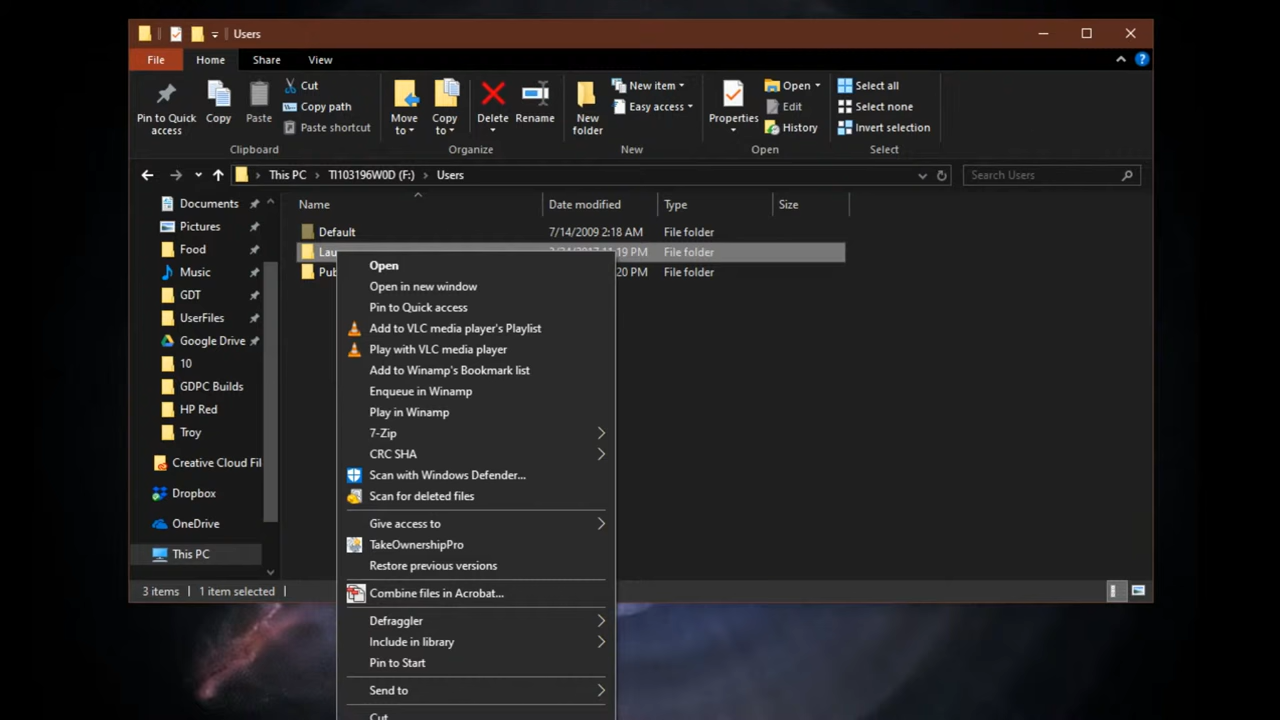 Users
File Home Share View
Pin to Quick access
Copy
Paste
Cut
Copy path
Paste shortcut
Clipboard
Move to
Copy to
Delete
Rename
Organize
New folder
New item
Easy access
New
Properties
Open
Edit
History
Open
Select all
Select none
Invert selection
Select
This PC TI103196W0D (F:) Users
Search Users
Documents
Pictures
Food
Music
GDT
UserFiles
Google Drive
10
GDPC Builds
HP Red
Troy
Creative Cloud Fil
Dropbox
OneDrive
This PC
Name Date modified Type Size
Default 7/14/2009 2:18 AM File folder
Lau 19 PM File folder
Pub 20 PM File folder
Open
Open in new window
Pin to Quick access
Add to VLC media player's Playlist
Play with VLC media player
Add to Winamp's Bookmark list
Enqueue in Winamp
Play in Winamp
7-Zip
CRC SHA
Scan with Windows Defender...
Scan for deleted files
Give access to
TakeOwnershipPro
Restore previous versions
Combine files in Acrobat...
Defraggler
Include in library
Pin to Start
Send to
Cut
3 items 1 item selected